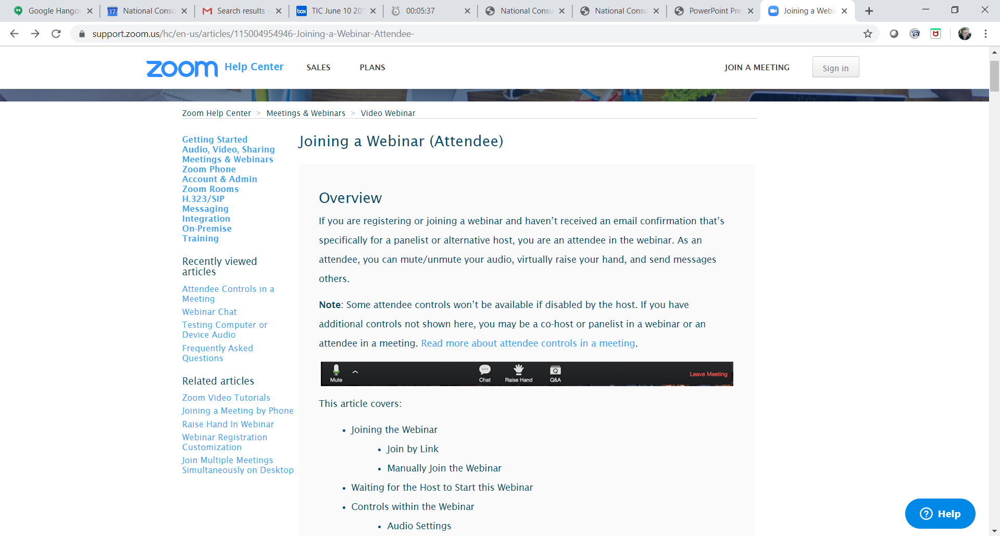 Google Hango
17 National Consu
Search results -
box TIC June 10 201
00:05:37
National Consu
National Consu
PowerPoint Pre
Joining a Webi
support.zoom.us/hc/en-us/articles/115004954946-Joining-a-Webinar-Attendee-
zoom Help Center SALES PLANS JOIN A MEETING Sign in
Zoom Help Center > Meetings & Webinars > Video Webinar
Getting Started
Audio, Video, Sharing
Meetings & Webinars
Zoom Phone
Account & Admin
Zoom Rooms
H.323/SIP
Messaging
Integration
On-Premise
Training
Recently viewed
articles
Attendee Controls in a
Meeting
Webinar Chat
Testing Computer or
Device Audio
Frequently Asked
Questions
Related articles
Zoom Video Tutorials
Joining a Meeting by Phone
Raise Hand In Webinar
Webinar Registration
Customization
Join Multiple Meetings
Simultaneously on Desktop
Joining a Webinar (Attendee)
Overview
If you are registering or joining a webinar and haven’t received an email confirmation that’s
specifically for a panelist or alternative host, you are an attendee in the webinar. As an
attendee, you can mute/unmute your audio, virtually raise your hand, and send messages
others.
Note: Some attendee controls won’t be available if disabled by the host. If you have
additional controls not shown here, you may be a co-host or panelist in a webinar or an
attendee in a meeting. Read more about attendee controls in a meeting.
Mute Chat Raise Hand Q&A Leave Meeting
This article covers:
• Joining the Webinar
• Join by Link
• Manually Join the Webinar
• Waiting for the Host to Start this Webinar
• Controls within the Webinar
• Audio Settings
Help